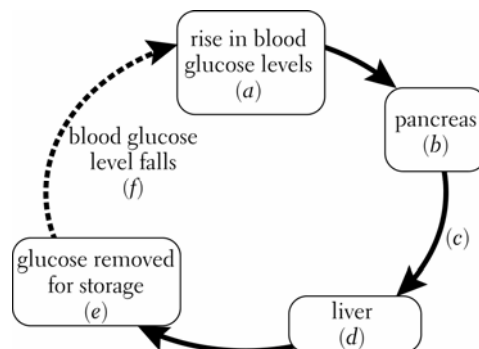 rise in blood
glucose levels
(a)
pancreas
(b)
(c)
liver
(d)
glucose removed
for storage
(e)
blood glucose
level falls
(f)